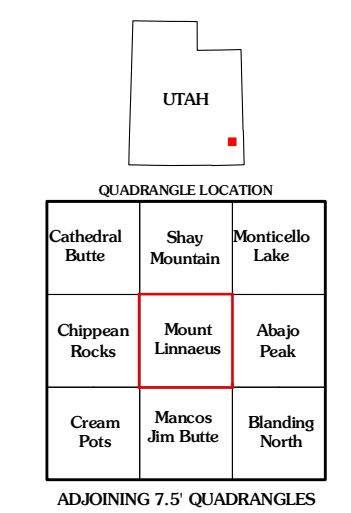 UTAH
QUADRANGLE LOCATION
Cathedral
Butte
Shay
Mountain
Monticello
Lake
Chippean
Rocks
Mount
Linnaeus
Abajo
Peak
Cream
Pots
Mancos
Jim Butte
Blanding
North
ADJOINING 7.5' QUADRANGLES